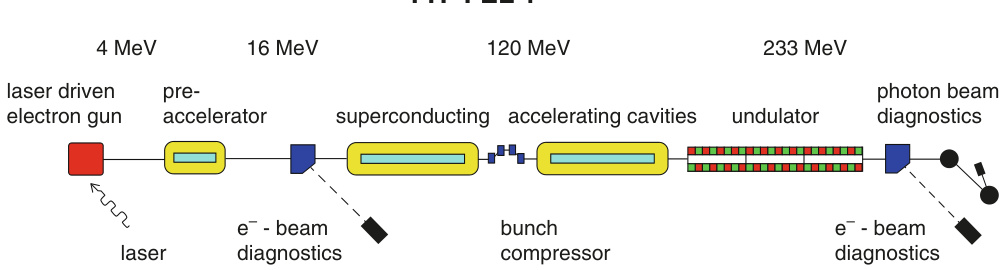 4 MeV 16 MeV 120 MeV 233 MeV
laser driven
electron gun
pre-
accelerator
superconducting accelerating cavities
undulator
photon beam
diagnostics
laser
e⁻ - beam
diagnostics
bunch
compressor
e⁻ - beam
diagnostics